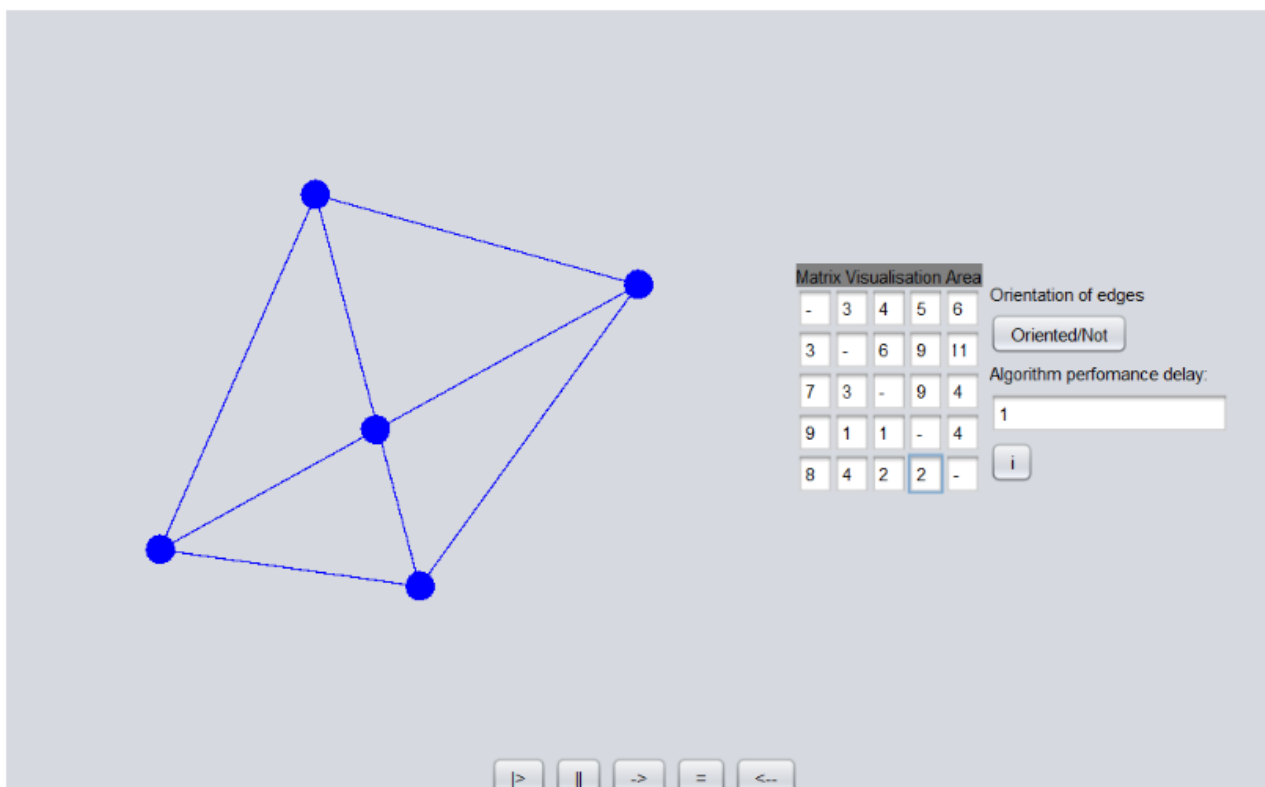 Matrix Visualisation Area
- 3 4 5 6
3 - 6 9 11
7 3 - 9 4
9 1 1 - 4
8 4 2 2 -
Orientation of edges
Oriented/Not
Algorithm perfomance delay:
1
i
|> || -> = <--